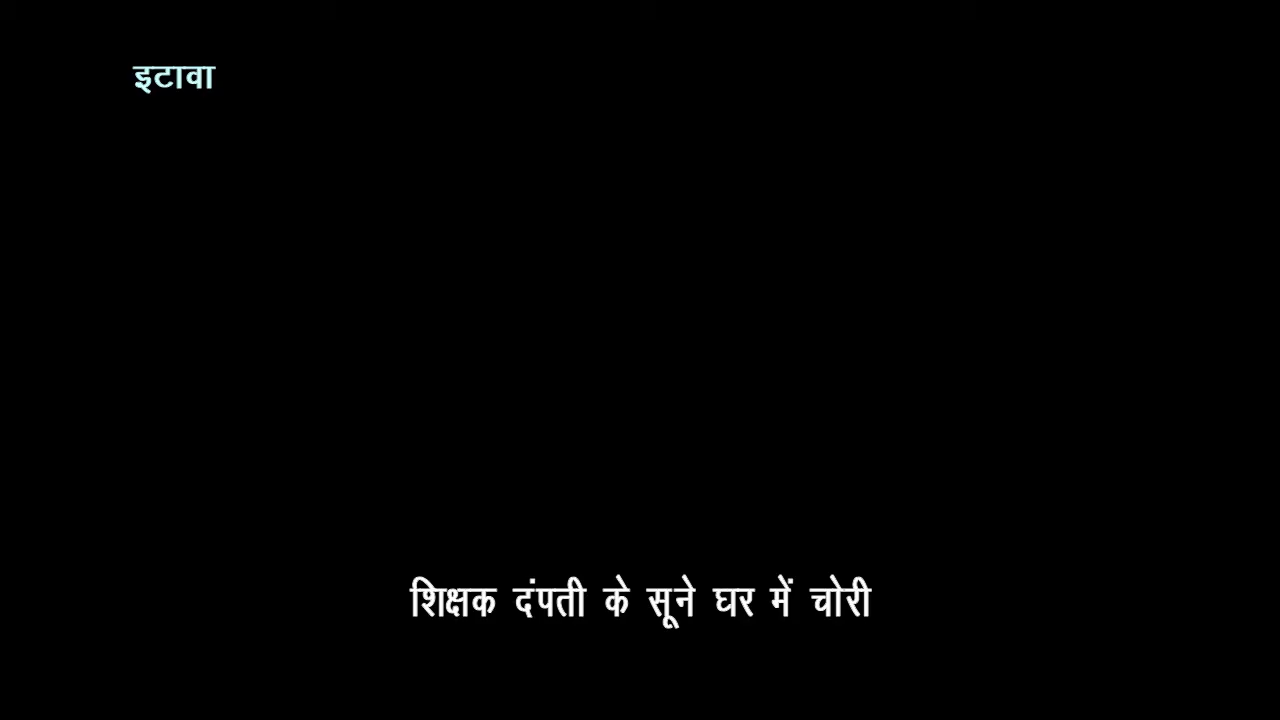 इटावा
शिक्षक दंपती के सूने घर में चोरी